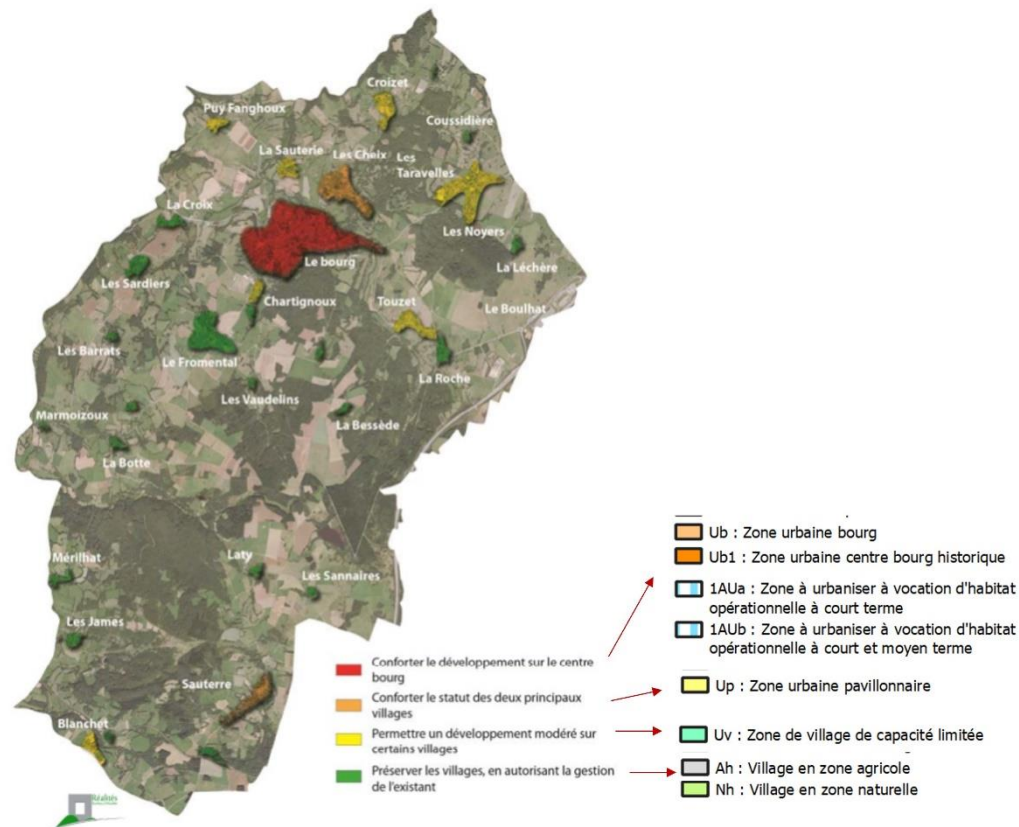 Croizet
Puy Fanghoux
Coussidière
La Sauterie
Les Cheix
Les
Taravelles
La Croix
Les Noyers
Le bourg
La Léchère
Les Sardiers
Chartignoux
Touzet
Le Boulhat
Les Barrats
Le Fromental
La Roche
Les Vaudelins
Marmoizoux
La Bessède
La Botte
Mérilhat
Laty
Les Sannaires
Les James
Sauterre
Blanchet
Réalités
Conforter le développement sur le centre
bourg
Conforter le statut des deux principaux
villages
Permettre un développement modéré sur
certains villages
Préserver les villages, en autorisant la gestion
de l'existant
Ub : Zone urbaine bourg
Ub1 : Zone urbaine centre bourg historique
1AUa : Zone à urbaniser à vocation d'habitat
opérationnelle à court terme
1AUb : Zone à urbaniser à vocation d'habitat
opérationnelle à court et moyen terme
Up : Zone urbaine pavillonnaire
Uv : Zone de village de capacité limitée
Ah : Village en zone agricole
Nh : Village en zone naturelle